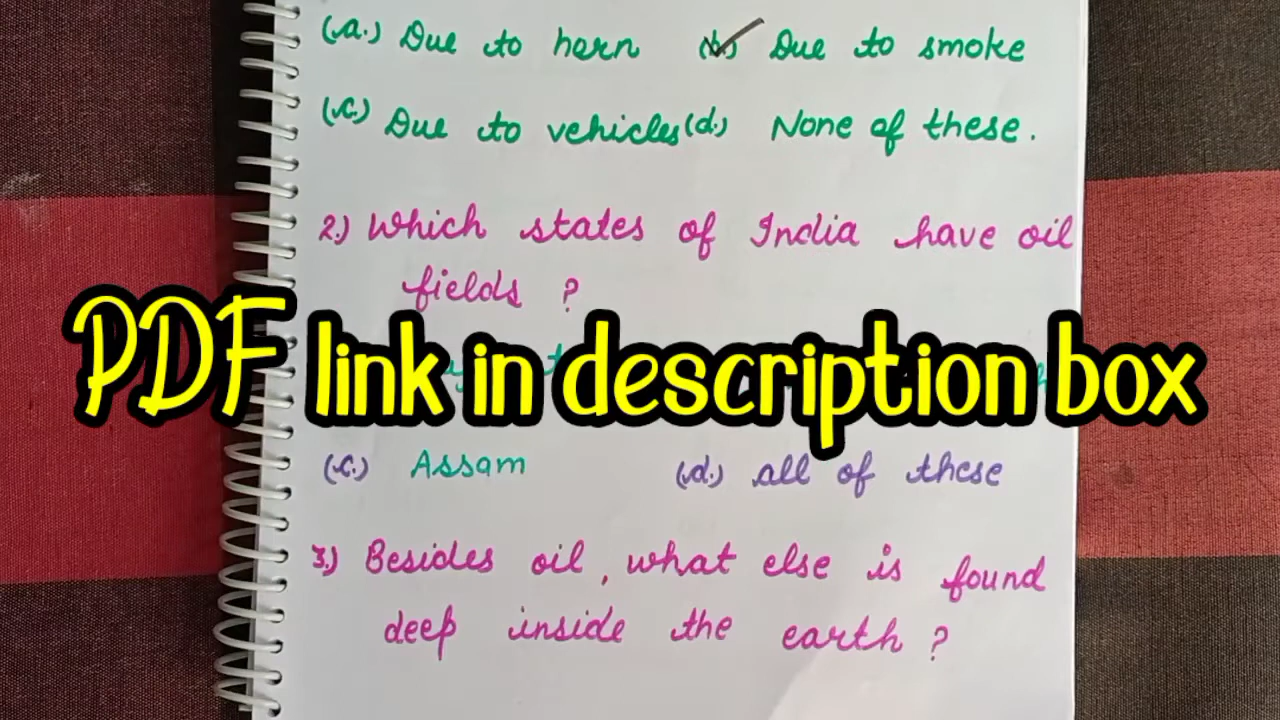 (a.) Due to horn (b.) Due to smoke
(c.) Due to vehicles (d.) None of these.
2.) Which states of India have oil
fields ?
PDF link in description box
(c.) Assam (d.) all of these
3.) Besides oil, what else is found
deep inside the earth ?